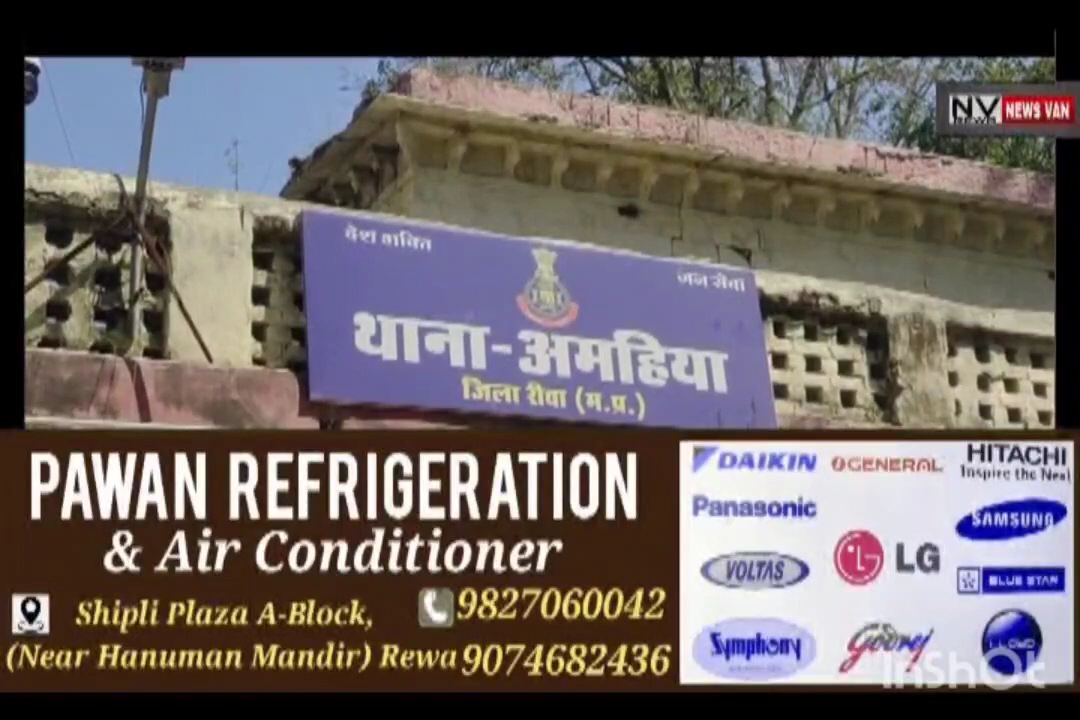 NV NEWS VAN
NEWS
देश भक्ति
जन सेवा
थाना-अमहिया
जिला रीवा (म.प्र.)
PAWAN REFRIGERATION
& Air Conditioner
Shipli Plaza A-Block,
(Near Hanuman Mandir) Rewa
9827060042
9074682436
DAIKIN
GENERAL
HITACHI
Inspire the Next
Panasonic
SAMSUNG
VOLTAS
LG
BLUE STAR
Symphony
Godrej
LLOYD
InShOt